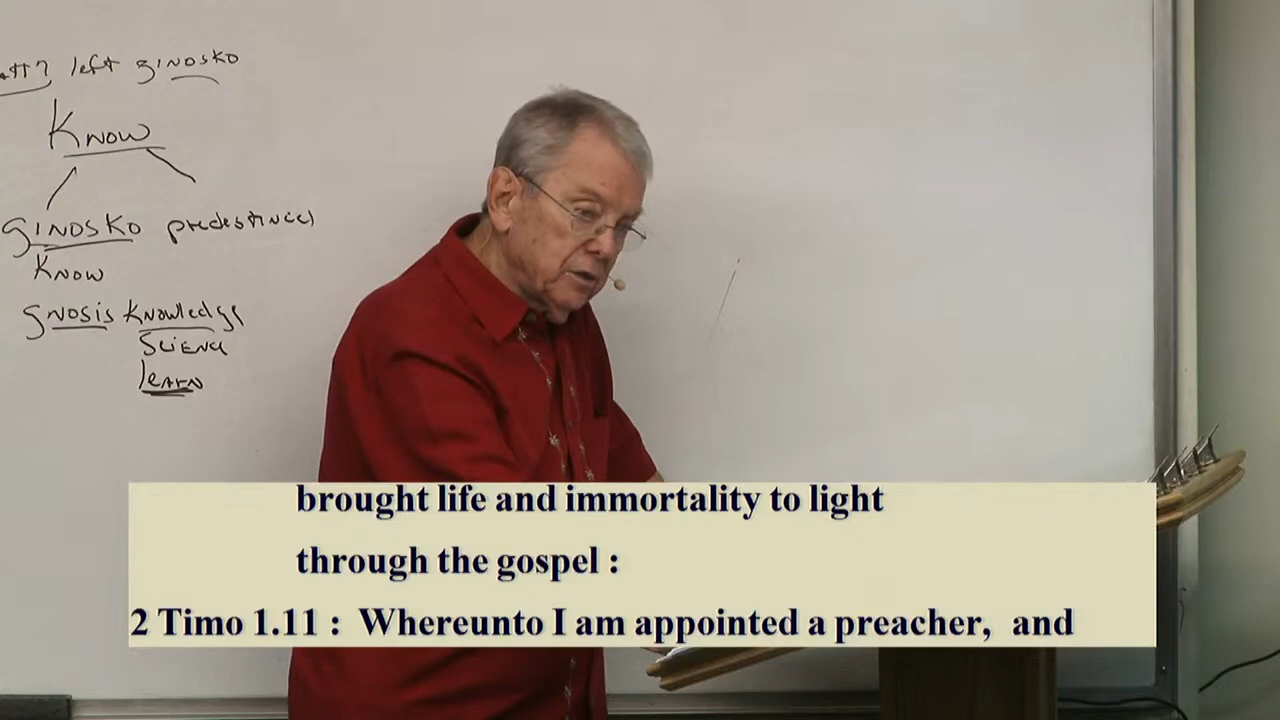 left ginosko
Know
GINOSKO predestinced
KNOW
gnosis Knowledge
SCIENCE
leARN
brought life and immortality to light
through the gospel :
2 Timo 1.11 : Whereunto I am appointed a preacher, and